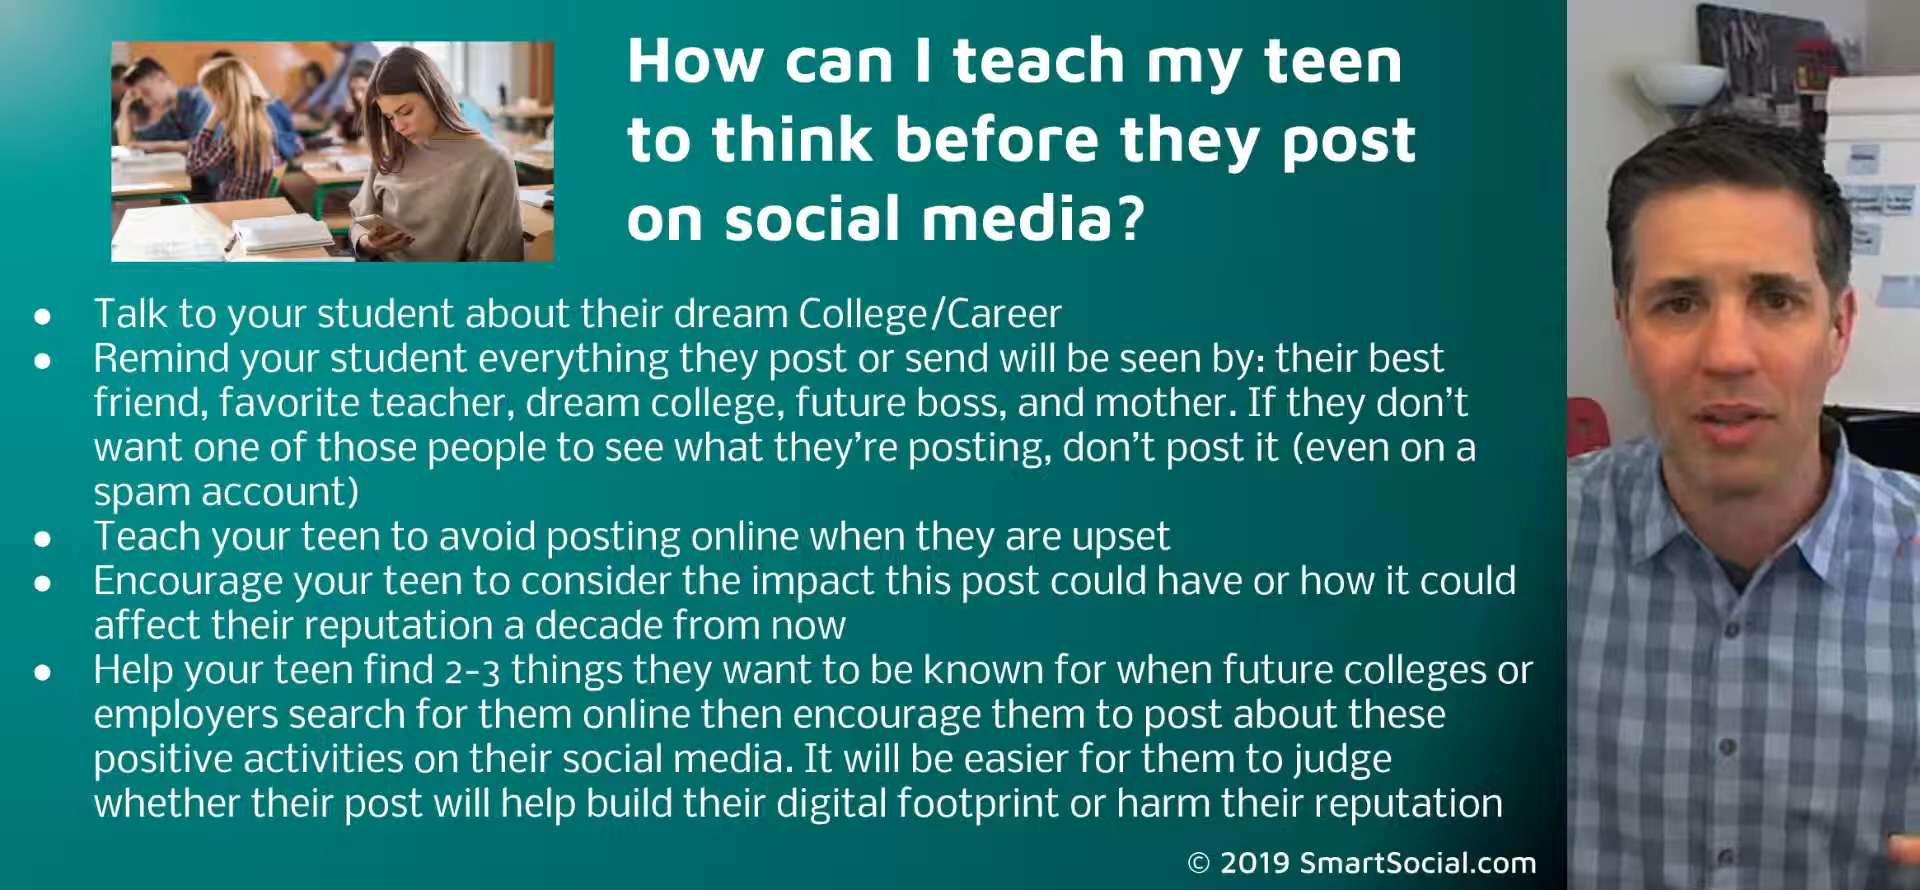 How can I teach my teen
to think before they post
on social media?
● Talk to your student about their dream College/Career
● Remind your student everything they post or send will be seen by: their best
friend, favorite teacher, dream college, future boss, and mother. If they don’t
want one of those people to see what they’re posting, don’t post it (even on a
spam account)
● Teach your teen to avoid posting online when they are upset
● Encourage your teen to consider the impact this post could have or how it could
affect their reputation a decade from now
● Help your teen find 2-3 things they want to be known for when future colleges or
employers search for them online then encourage them to post about these
positive activities on their social media. It will be easier for them to judge
whether their post will help build their digital footprint or harm their reputation
© 2019 SmartSocial.com